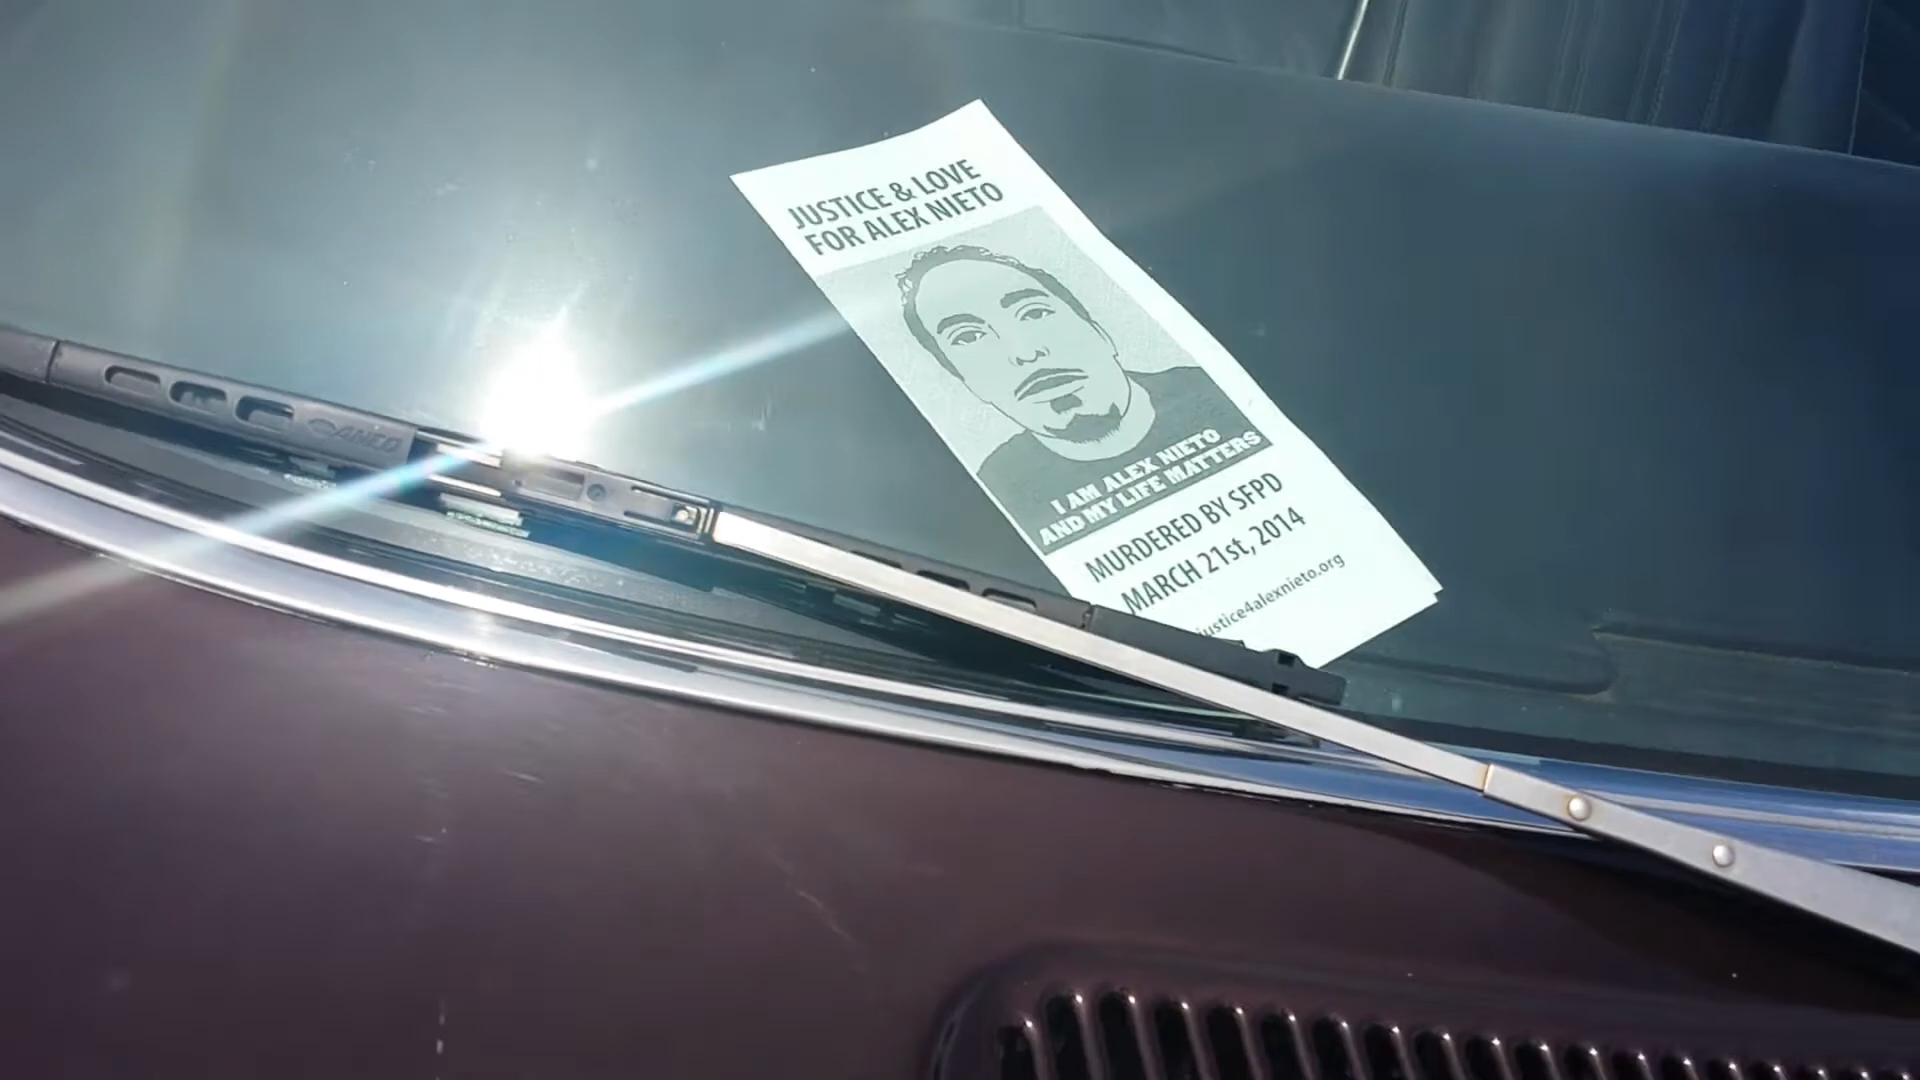 JUSTICE & LOVE
FOR ALEX NIETO
I AM ALEX NIETO
AND MY LIFE MATTERS
MURDERED BY SFPD
MARCH 21st, 2014
justice4alexnieto.org
ANCO